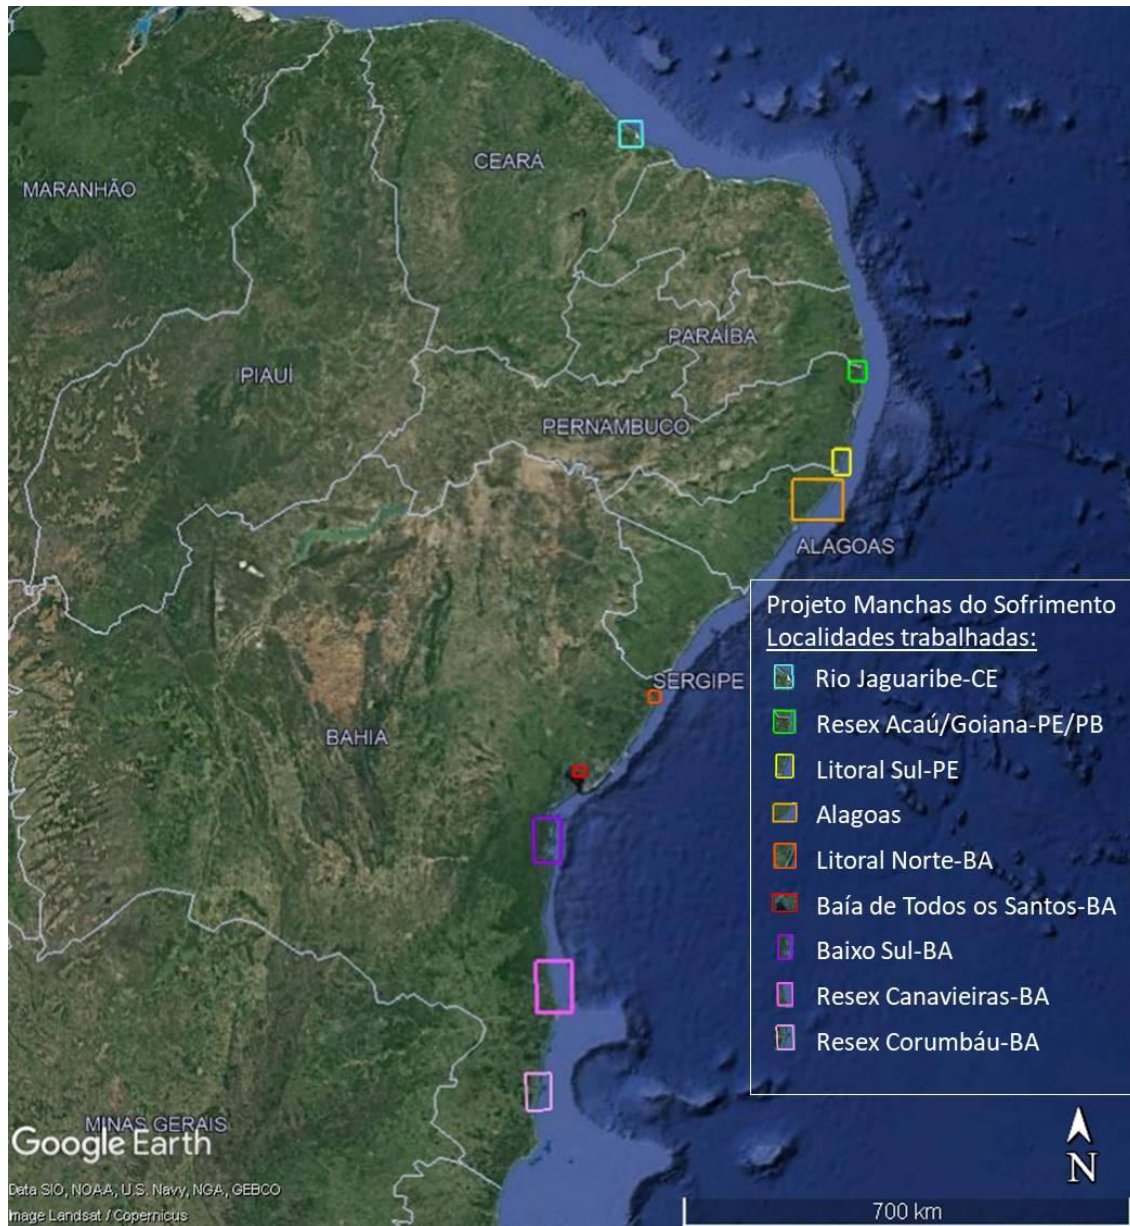 CEARÁ
MARANHÃO
PARAÍBA
PIAUÍ
PERNAMBUCO
ALAGOAS
SERGIPE
BAHIA
MINAS GERAIS
Projeto Manchas do Sofrimento
Localidades trabalhadas:
Rio Jaguaribe-CE
Resex Acaú/Goiana-PE/PB
Litoral Sul-PE
Alagoas
Litoral Norte-BA
Baía de Todos os Santos-BA
Baixo Sul-BA
Resex Canavieiras-BA
Resex Corumbáu-BA
Google Earth
Data SIO, NOAA, U.S. Navy, NGA, GEBCO
Image Landsat / Copernicus
N
700 km